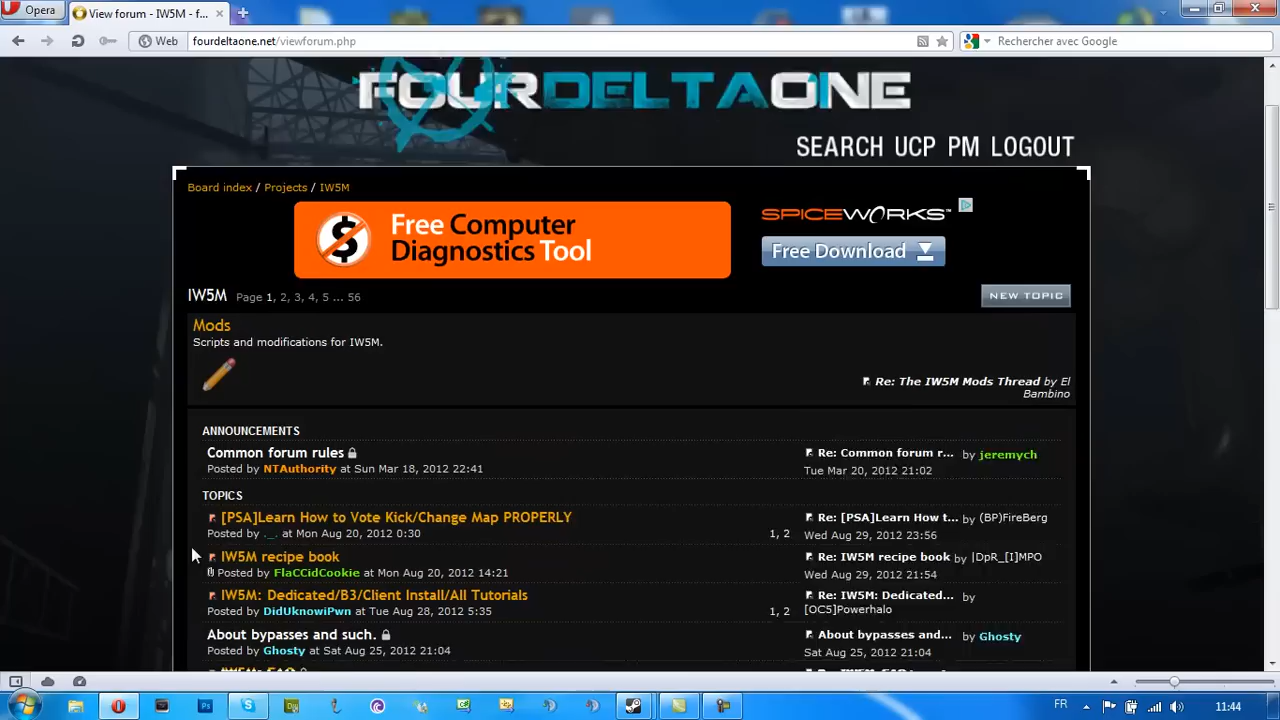 Opera
View forum - IW5M - f...
Web
fourdeltaone.net/viewforum.php
Rechercher avec Google
FOURDELTAONE
SEARCH UCP PM LOGOUT
Board index / Projects / IW5M
Free Computer
Diagnostics Tool
SPICEWORKS™
Free Download
IW5M Page 1, 2, 3, 4, 5 ... 56
NEW TOPIC
Mods
Scripts and modifications for IW5M.
Re: The IW5M Mods Thread by El
Bambino
ANNOUNCEMENTS
Common forum rules
Re: Common forum r... by jeremych
Posted by NTAuthority at Sun Mar 18, 2012 22:41
Tue Mar 20, 2012 21:02
TOPICS
[PSA]Learn How to Vote Kick/Change Map PROPERLY
Re: [PSA]Learn How t... by (BP)FireBerg
Posted by ._. at Mon Aug 20, 2012 0:30
1, 2
Wed Aug 29, 2012 23:56
IW5M recipe book
Re: IW5M recipe book by |DpR_[I]MPO
Posted by FlaCCidCookie at Mon Aug 20, 2012 14:21
Wed Aug 29, 2012 21:54
IW5M: Dedicated/B3/Client Install/All Tutorials
Re: IW5M: Dedicated... by
Posted by DidUknowiPwn at Tue Aug 28, 2012 5:35
1, 2
[OC5]Powerhalo
About bypasses and such.
About bypasses and... by Ghosty
Posted by Ghosty at Sat Aug 25, 2012 21:04
Sat Aug 25, 2012 21:04
FR
11:44